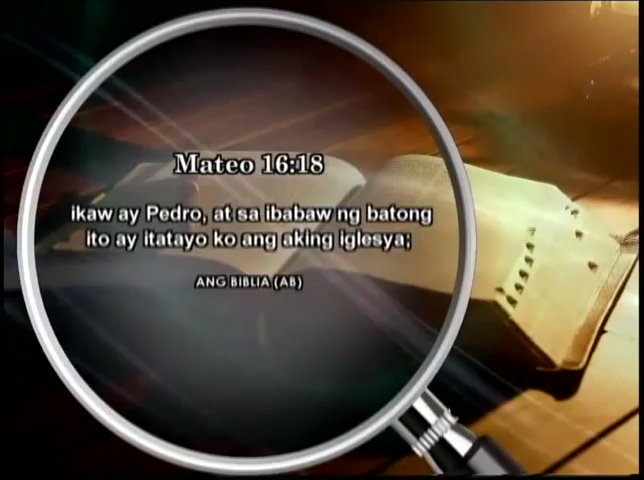 Mateo 16:18
ikaw ay Pedro, at sa ibabaw ng batong
ito ay itatayo ko ang aking iglesya;
ANG BIBLIA (AB)